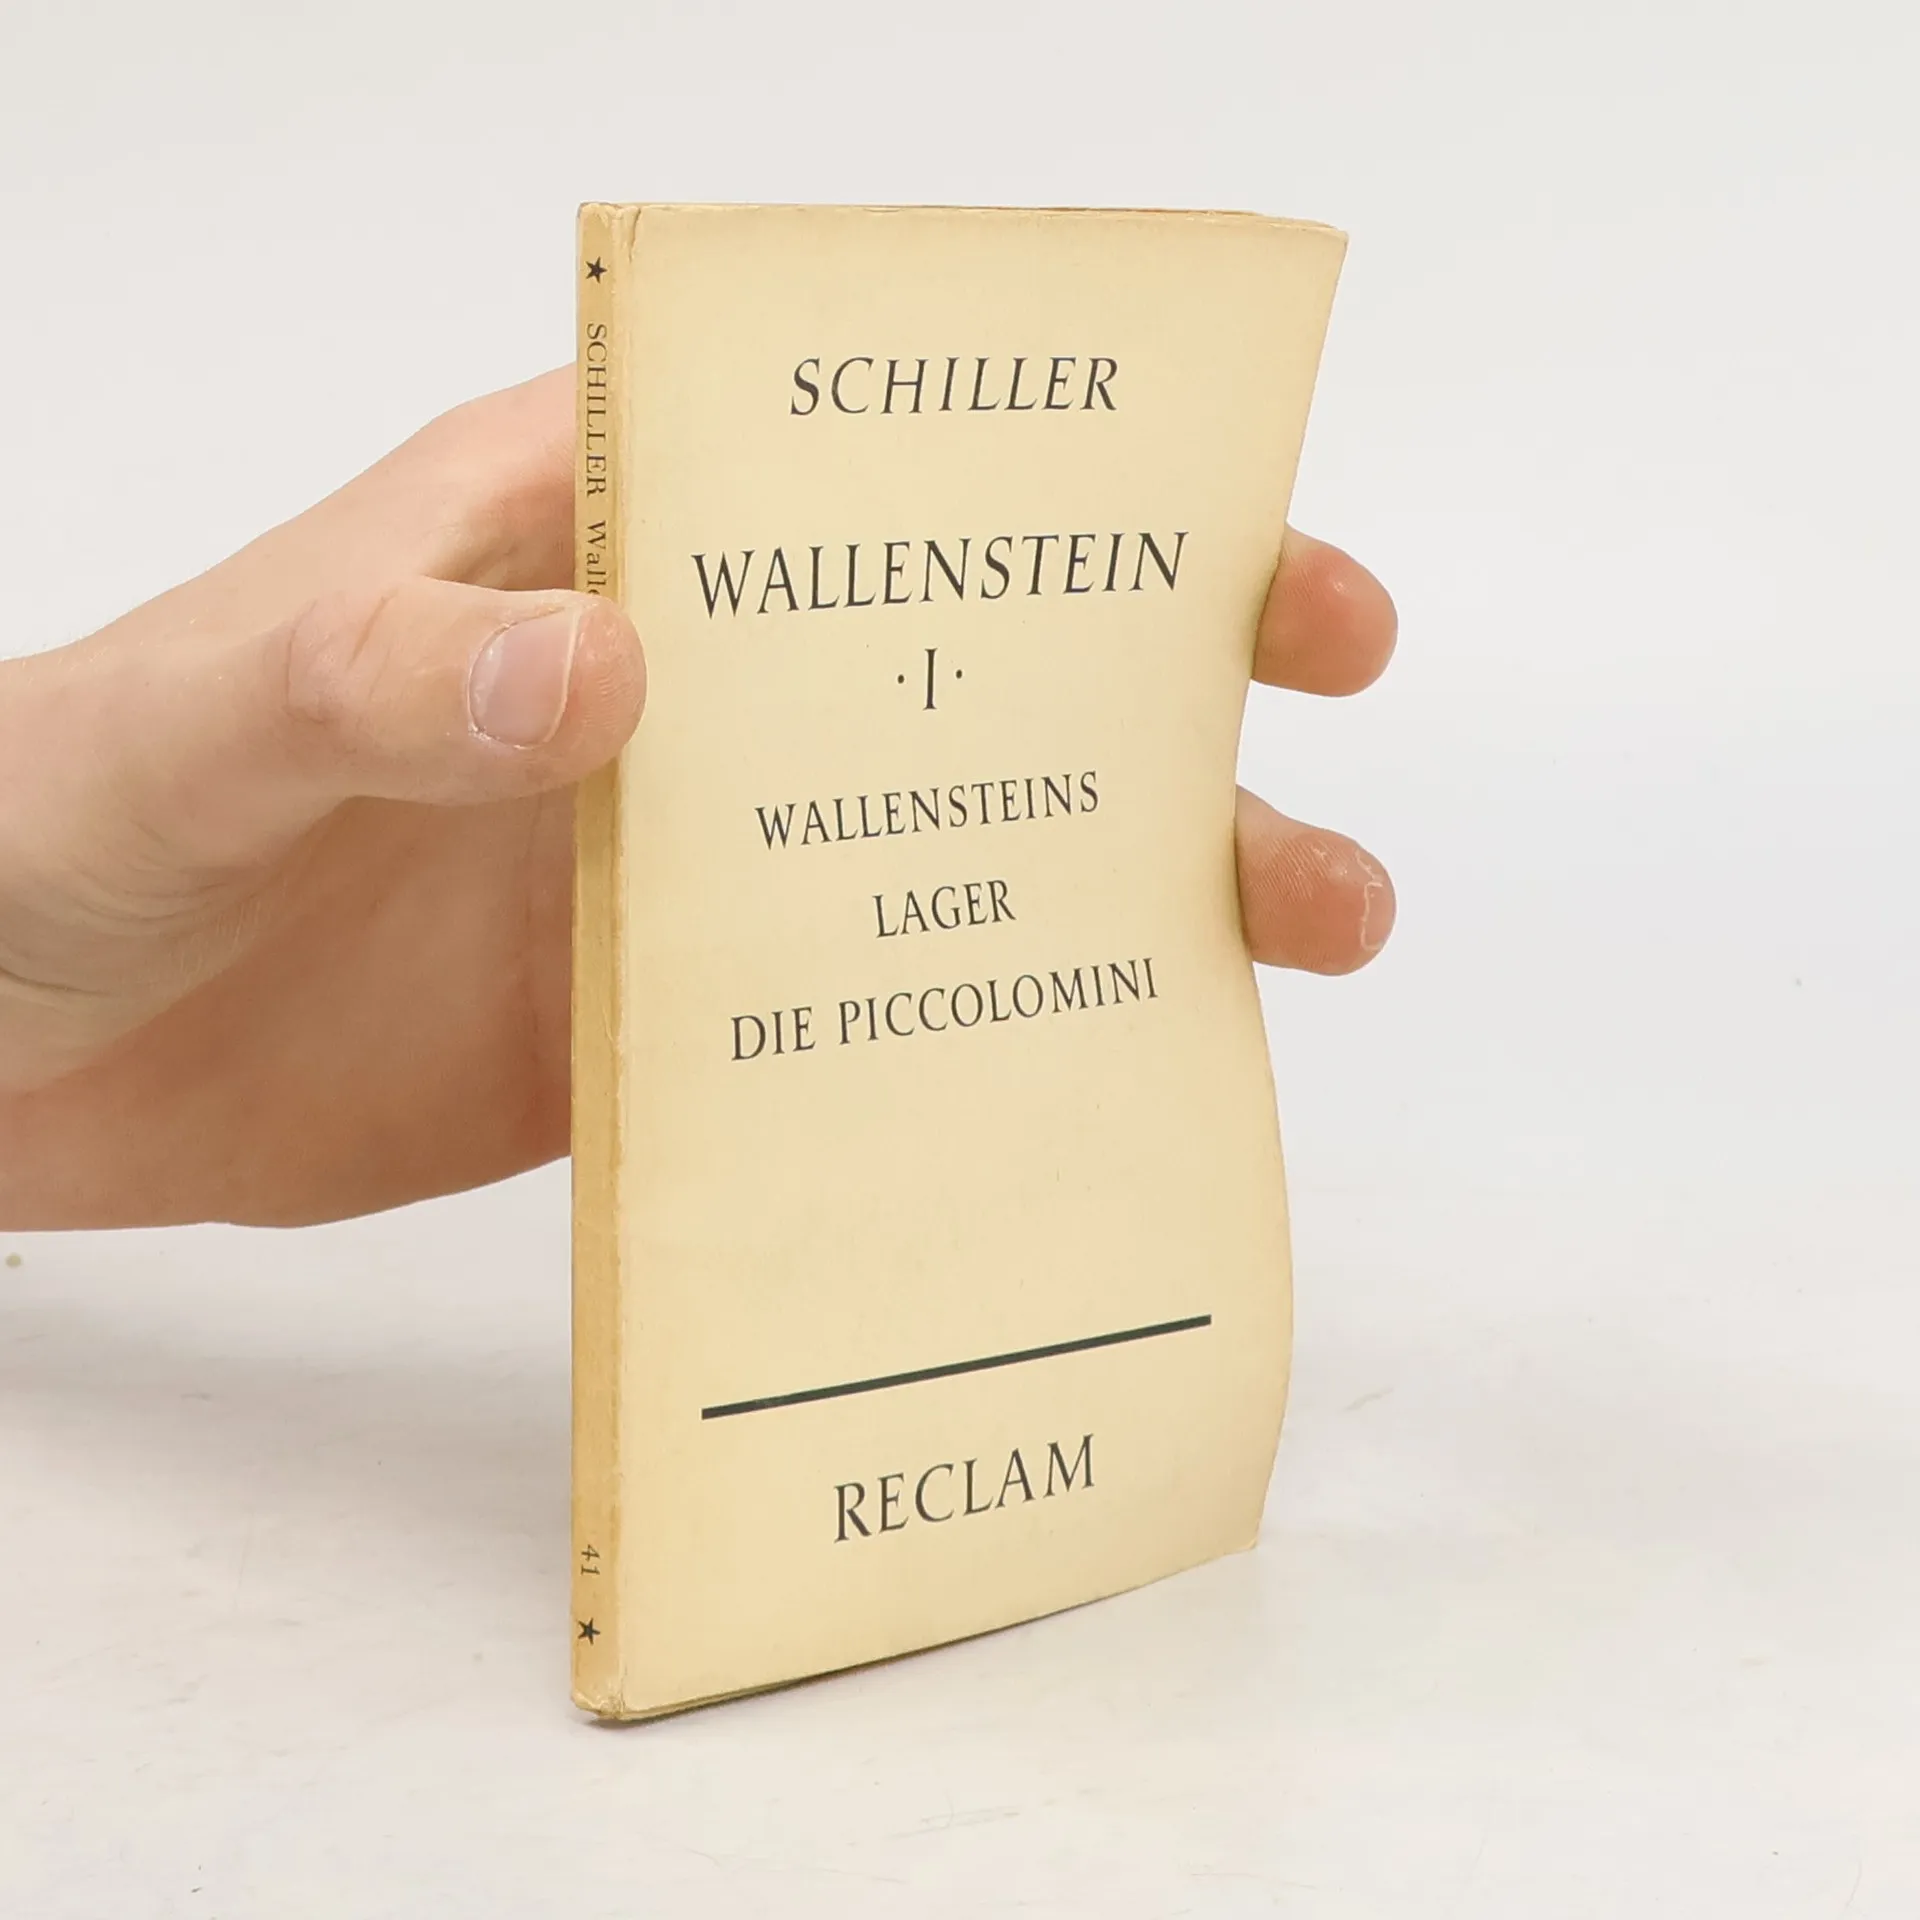 SCHILLER
WALLENSTEIN
· I ·
WALLENSTEINS
LAGER
DIE PICCOLOMINI
RECLAM
★ SCHILLER
41 ★